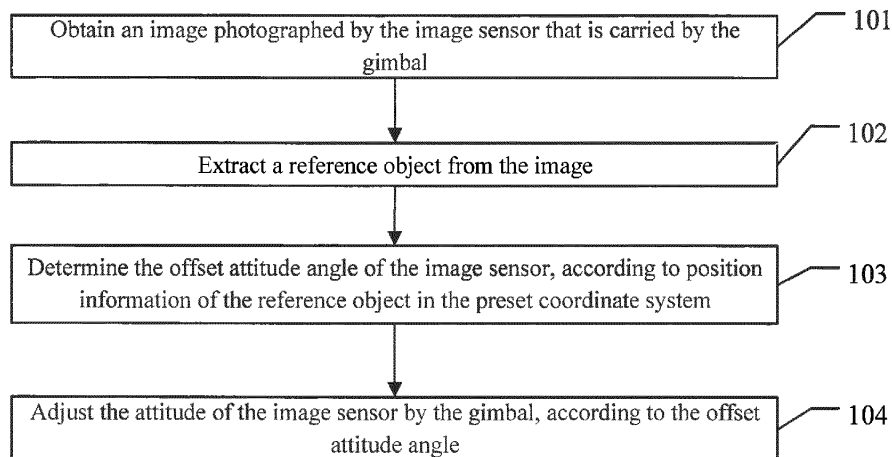 Obtain an image photographed by the image sensor that is carried by the
gimbal
101
Extract a reference object from the image
102
Determine the offset attitude angle of the image sensor, according to position
information of the reference object in the preset coordinate system
103
Adjust the attitude of the image sensor by the gimbal, according to the offset
attitude angle
104